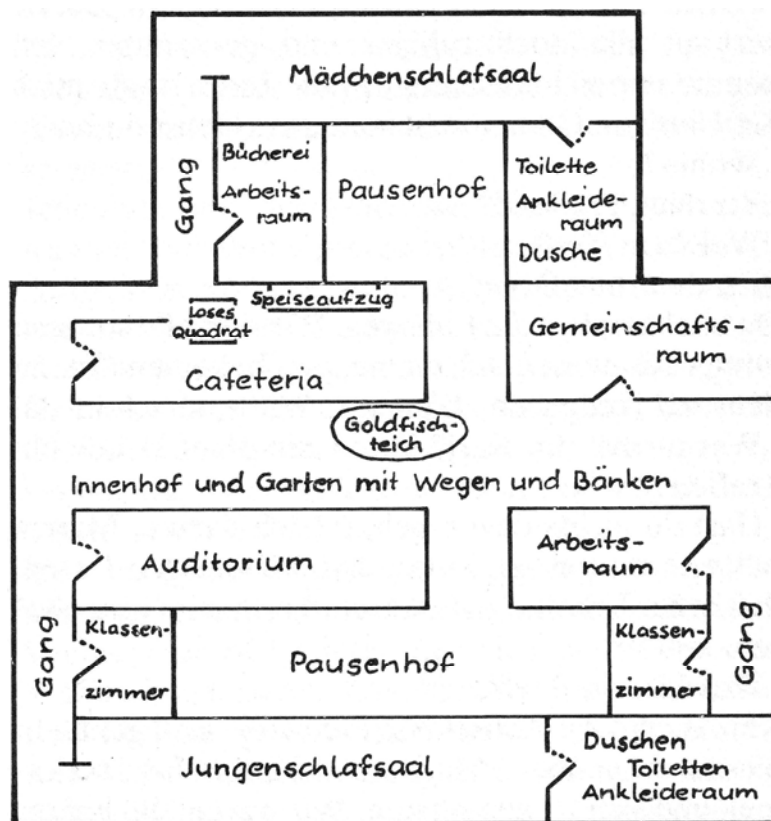 Mädchenschlafsaal
Gang
Bücherei
Arbeits-
raum
Pausenhof
Toilette
Ankleide-
raum
Dusche
Loses
Quadrat
Speiseaufzug
Cafeteria
Gemeinschafts-
raum
Goldfisch-
teich
Innenhof und Garten mit Wegen und Bänken
Auditorium
Arbeits-
raum
Gang
Klassen-
zimmer
Pausenhof
Klassen-
zimmer
Gang
Jungenschlafsaal
Duschen
Toiletten
Ankleideraum